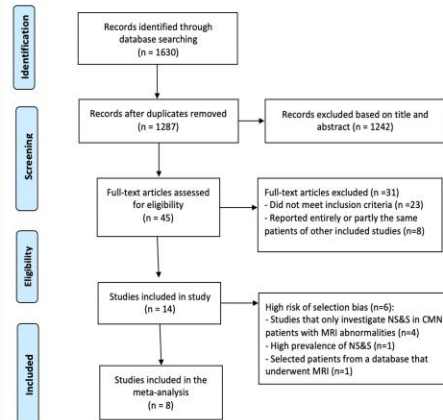 Identification
Records identified through
database searching
(n = 1630)
Screening
Records after duplicates removed
(n = 1287)
Records excluded based on title and
abstract (n = 1242)
Full-text articles assessed
for eligibility
(n = 45)
Full-text articles excluded (n =31)
- Did not meet inclusion criteria (n =23)
- Reported entirely or partly the same
patients of other included studies (n=8)
Eligibility
Studies included in study
(n = 14)
High risk of selection bias (n=6):
- Studies that only investigate NS&S in CMN
patients with MRI abnormalities (n=4)
- High prevalence of NS&S (n=1)
- Selected patients from a database that
underwent MRI (n=1)
Included
Studies included in the
meta-analysis
(n = 8)